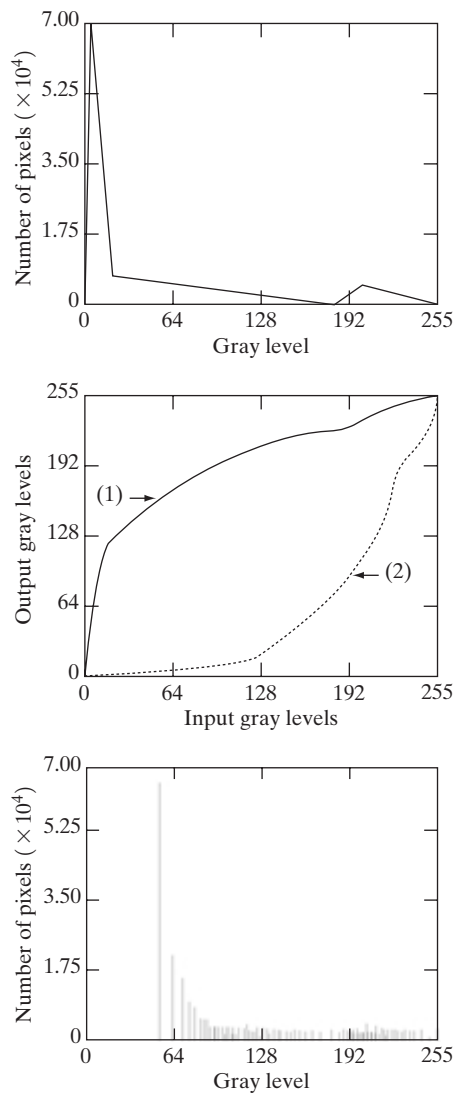 7.00
5.25
3.50
1.75
0
Number of pixels ( × 10⁴)
0 64 128 192 255
Gray level
255
192
128
64
0
Output gray levels
(1)
(2)
0 64 128 192 255
Input gray levels
7.00
5.25
3.50
1.75
0
Number of pixels ( × 10⁴)
0 64 128 192 255
Gray level